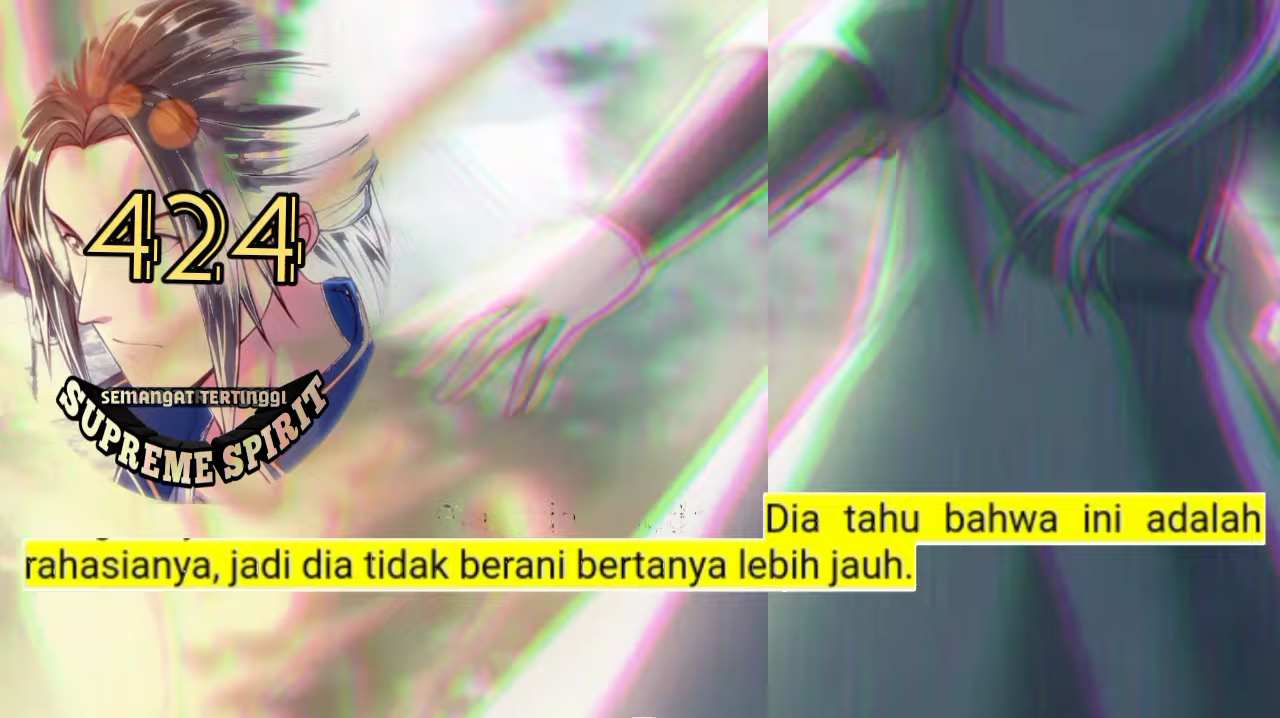 424
SEMANGAT TERTINGGI
SUPREME SPIRIT
Dia tahu bahwa ini adalah
rahasianya, jadi dia tidak berani bertanya lebih jauh.